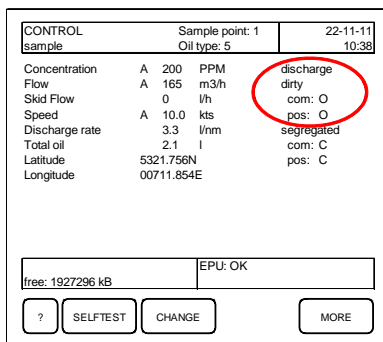 CONTROL Sample point: 1 22-11-11
sample Oil type: 5 10:38
Concentration A 200 PPM discharge
Flow A 165 m3/h dirty
Skid Flow 0 l/h com: O
Speed A 10.0 kts pos: O
Discharge rate 3.3 l/nm segregated
Total oil 2.1 l com: C
Latitude 5321.756N pos: C
Longitude 00711.854E
EPU: OK
free: 1927296 kB
? SELFTEST CHANGE MORE